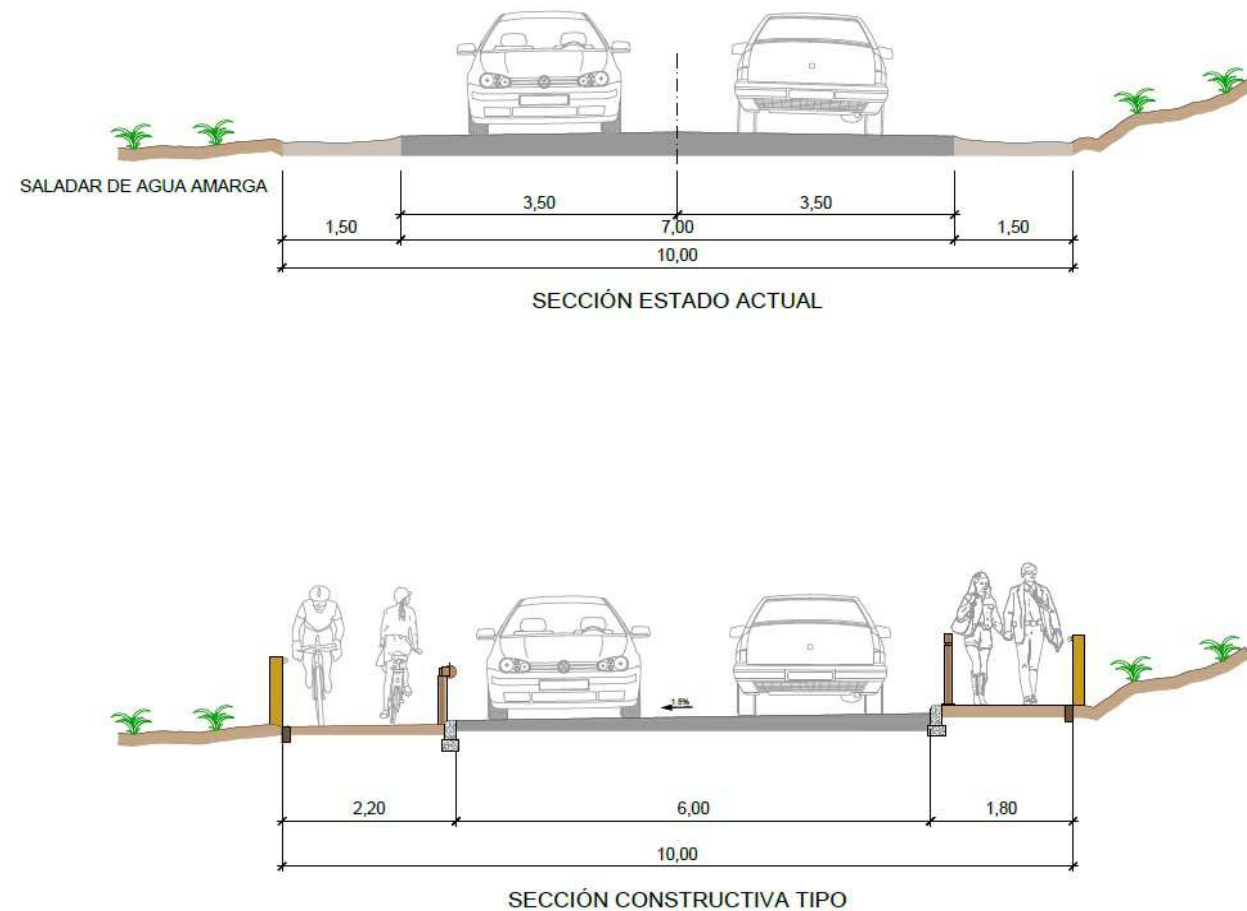 SALADAR DE AGUA AMARGA
3,50 3,50
1,50 7,00 1,50
10,00
SECCIÓN ESTADO ACTUAL
1.5%
2,20 6,00 1,80
10,00
SECCIÓN CONSTRUCTIVA TIPO